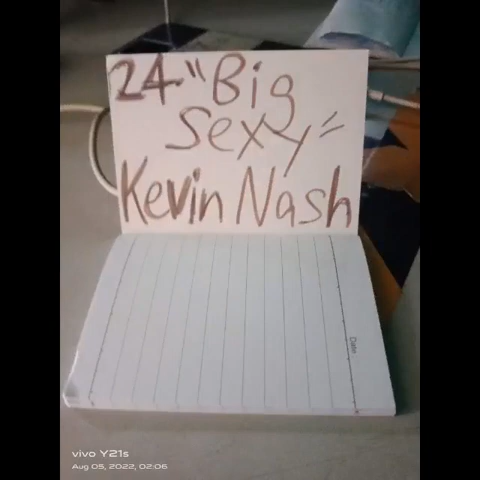 24 "Big
Sexy"
Kevin Nash
Date
vivo Y21s
Aug 05, 2022, 02:06